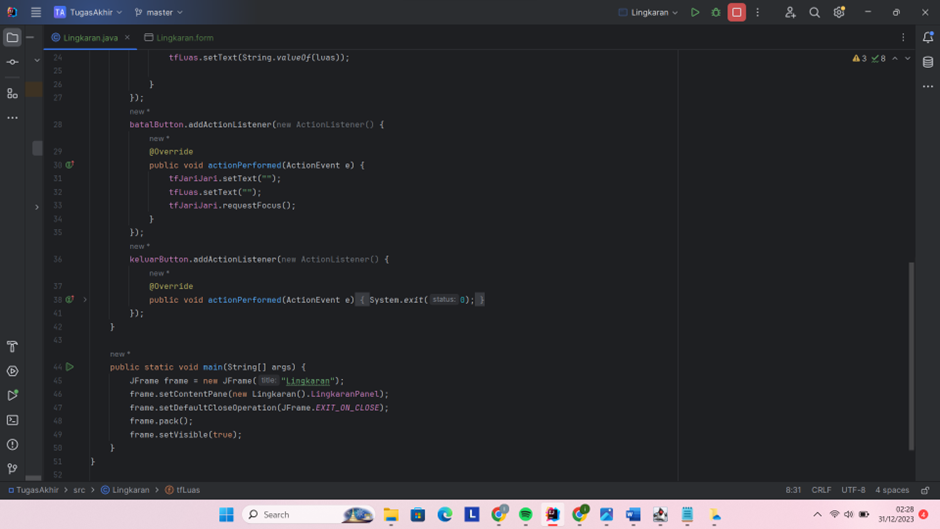 TA TugasAkhir master Lingkaran
Lingkaran.java Lingkaran.form
3 8
24 tfLuas.setText(String.valueOf(luas));
25
26 }
27 });
new *
28 batalButton.addActionListener(new ActionListener() {
new *
29 @Override
30 public void actionPerformed(ActionEvent e) {
31 tfJariJari.setText("");
32 tfLuas.setText("");
33 tfJariJari.requestFocus();
34 }
35 });
new *
36 keluarButton.addActionListener(new ActionListener() {
new *
37 @Override
38 public void actionPerformed(ActionEvent e) { System.exit( status: 0); }
41 });
42 }
43
new *
44 public static void main(String[] args) {
45 JFrame frame = new JFrame( title: "Lingkaran");
46 frame.setContentPane(new Lingkaran().LingkaranPanel);
47 frame.setDefaultCloseOperation(JFrame.EXIT_ON_CLOSE);
48 frame.pack();
49 frame.setVisible(true);
50 }
51 }
52
TugasAkhir > src > Lingkaran > tfLuas 8:31 CRLF UTF-8 4 spaces
Search
02:28
31/12/2023